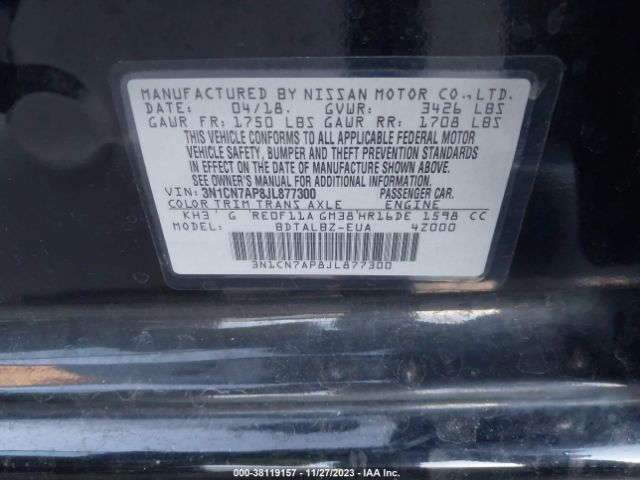 MANUFACTURED BY NISSAN MOTOR CO.,LTD.
DATE: 04/18. GVWR: 3426 LBS
GAWR FR: 1750 LBS GAWR RR: 1708 LBS
THIS VEHICLE CONFORMS TO ALL APPLICABLE FEDERAL MOTOR
VEHICLE SAFETY, BUMPER AND THEFT PREVENTION STANDARDS
IN EFFECT ON THE DATE OF MANUFACTURE SHOWN ABOVE.
SEE OWNER'S MANUAL FOR ADDITIONAL INFORMATION.
VIN: 3N1CN7AP8JL877300 PASSENGER CAR.
COLOR TRIM TRANS AXLE ENGINE
KH3 G RE0F11A GM38 HR16DE 1598 CC
MODEL: BDTALBZ-EUA 4Z000
3N1CN7AP8JL877300
000-38119157 - 11/27/2023 - IAA Inc.